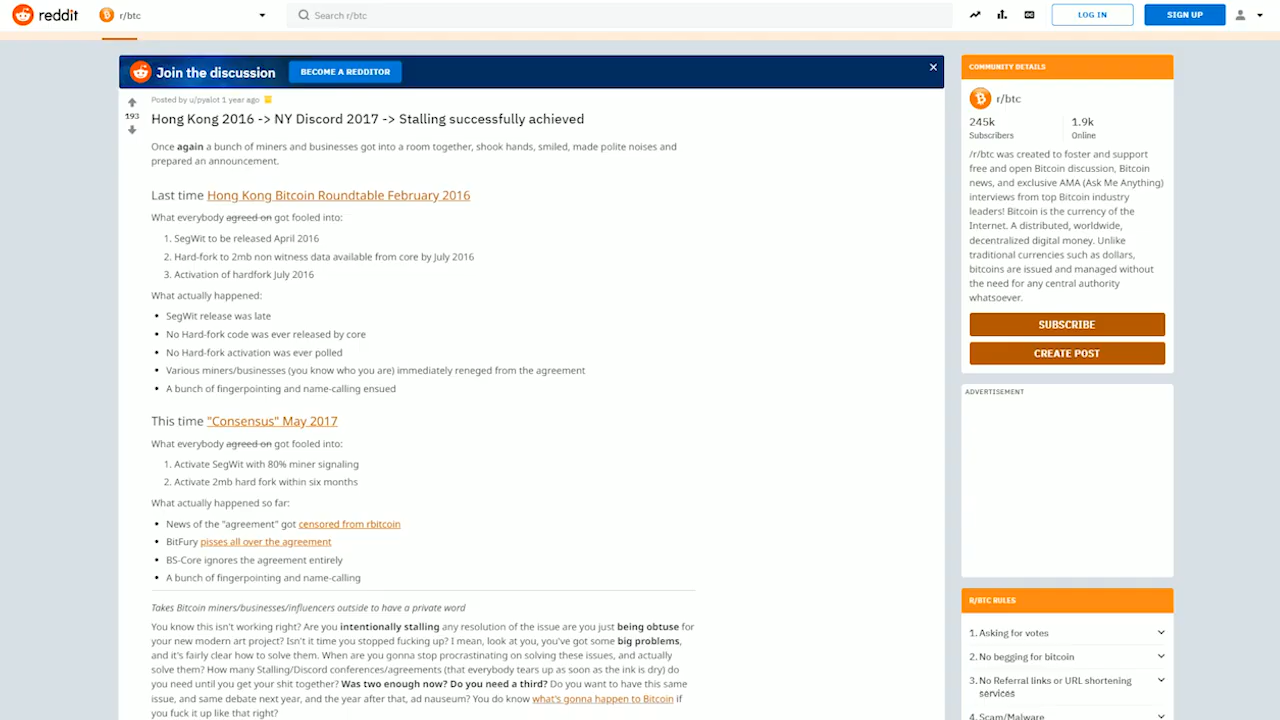 reddit
r/btc
Search r/btc
LOG IN
SIGN UP
Join the discussion
BECOME A REDDITOR
193
Posted by u/pyalot 1 year ago
Hong Kong 2016 -> NY Discord 2017 -> Stalling successfully achieved
Once again a bunch of miners and businesses got into a room together, shook hands, smiled, made polite noises and
prepared an announcement.
Last time Hong Kong Bitcoin Roundtable February 2016
What everybody agreed on got fooled into:
1. SegWit to be released April 2016
2. Hard-fork to 2mb non witness data available from core by July 2016
3. Activation of hardfork July 2016
What actually happened:
• SegWit release was late
• No Hard-fork code was ever released by core
• No Hard-fork activation was ever polled
• Various miners/businesses (you know who you are) immediately reneged from the agreement
• A bunch of fingerpointing and name-calling ensued
This time "Consensus" May 2017
What everybody agreed on got fooled into:
1. Activate SegWit with 80% miner signaling
2. Activate 2mb hard fork within six months
What actually happened so far:
• News of the "agreement" got censored from rbitcoin
• BitFury pisses all over the agreement
• BS-Core ignores the agreement entirely
• A bunch of fingerpointing and name-calling
Takes Bitcoin miners/businesses/influencers outside to have a private word
You know this isn't working right? Are you intentionally stalling any resolution of the issue are you just being obtuse for
your new modern art project? Isn't it time you stopped fucking up? I mean, look at you, you've got some big problems,
and it's fairly clear how to solve them. When are you gonna stop procrastinating on solving these issues, and actually
solve them? How many Stalling/Discord conferences/agreements (that everybody tears up as soon as the ink is dry) do
you need until you get your shit together? Was two enough now? Do you need a third? Do you want to have this same
issue, and same debate next year, and the year after that, ad nauseum? You do know what's gonna happen to Bitcoin if
you fuck it up like that right?
COMMUNITY DETAILS
r/btc
245k
1.9k
Subscribers
Online
/r/btc was created to foster and support
free and open Bitcoin discussion, Bitcoin
news, and exclusive AMA (Ask Me Anything)
interviews from top Bitcoin industry
leaders! Bitcoin is the currency of the
Internet. A distributed, worldwide,
decentralized digital money. Unlike
traditional currencies such as dollars,
bitcoins are issued and managed without
the need for any central authority
whatsoever.
SUBSCRIBE
CREATE POST
ADVERTISEMENT
R/BTC RULES
1. Asking for votes
2. No begging for bitcoin
3. No Referral links or URL shortening
services
4. Scam/Malware